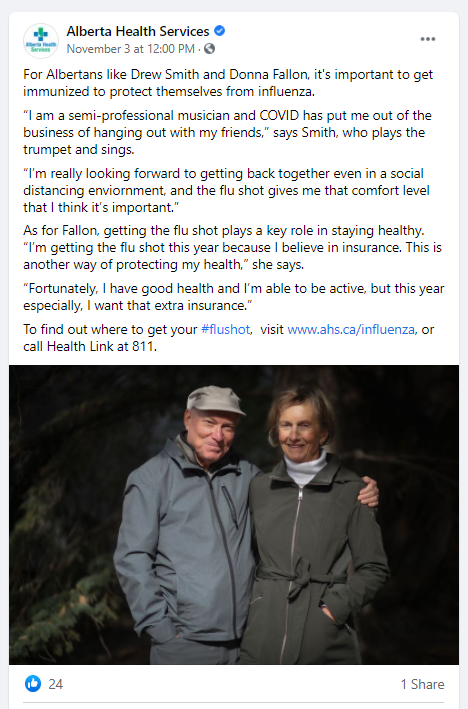 Alberta Health Services
Alberta Health
Services
November 3 at 12:00 PM ·
For Albertans like Drew Smith and Donna Fallon, it's important to get
immunized to protect themselves from influenza.
“I am a semi-professional musician and COVID has put me out of the
business of hanging out with my friends,” says Smith, who plays the
trumpet and sings.
“I’m really looking forward to getting back together even in a social
distancing enviornment, and the flu shot gives me that comfort level
that I think it’s important.”
As for Fallon, getting the flu shot plays a key role in staying healthy.
“I’m getting the flu shot this year because I believe in insurance. This is
another way of protecting my health,” she says.
“Fortunately, I have good health and I’m able to be active, but this year
especially, I want that extra insurance.”
To find out where to get your #flushot, visit www.ahs.ca/influenza, or
call Health Link at 811.
24
1 Share